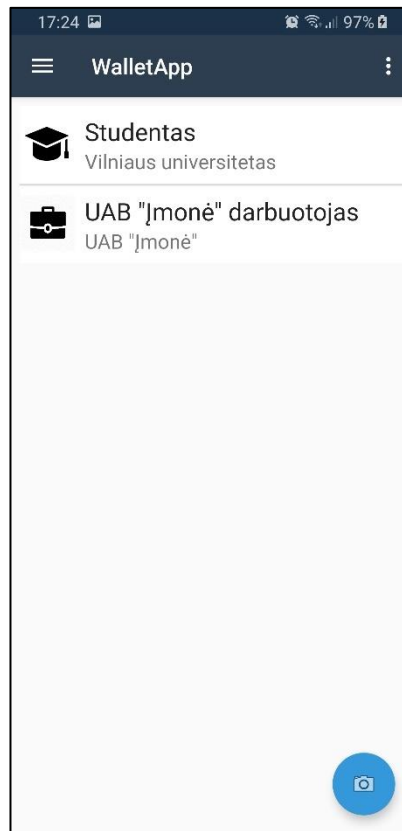 17:24 97%
WalletApp
Studentas
Vilniaus universitetas
UAB "Įmonė" darbuotojas
UAB "Įmonė"